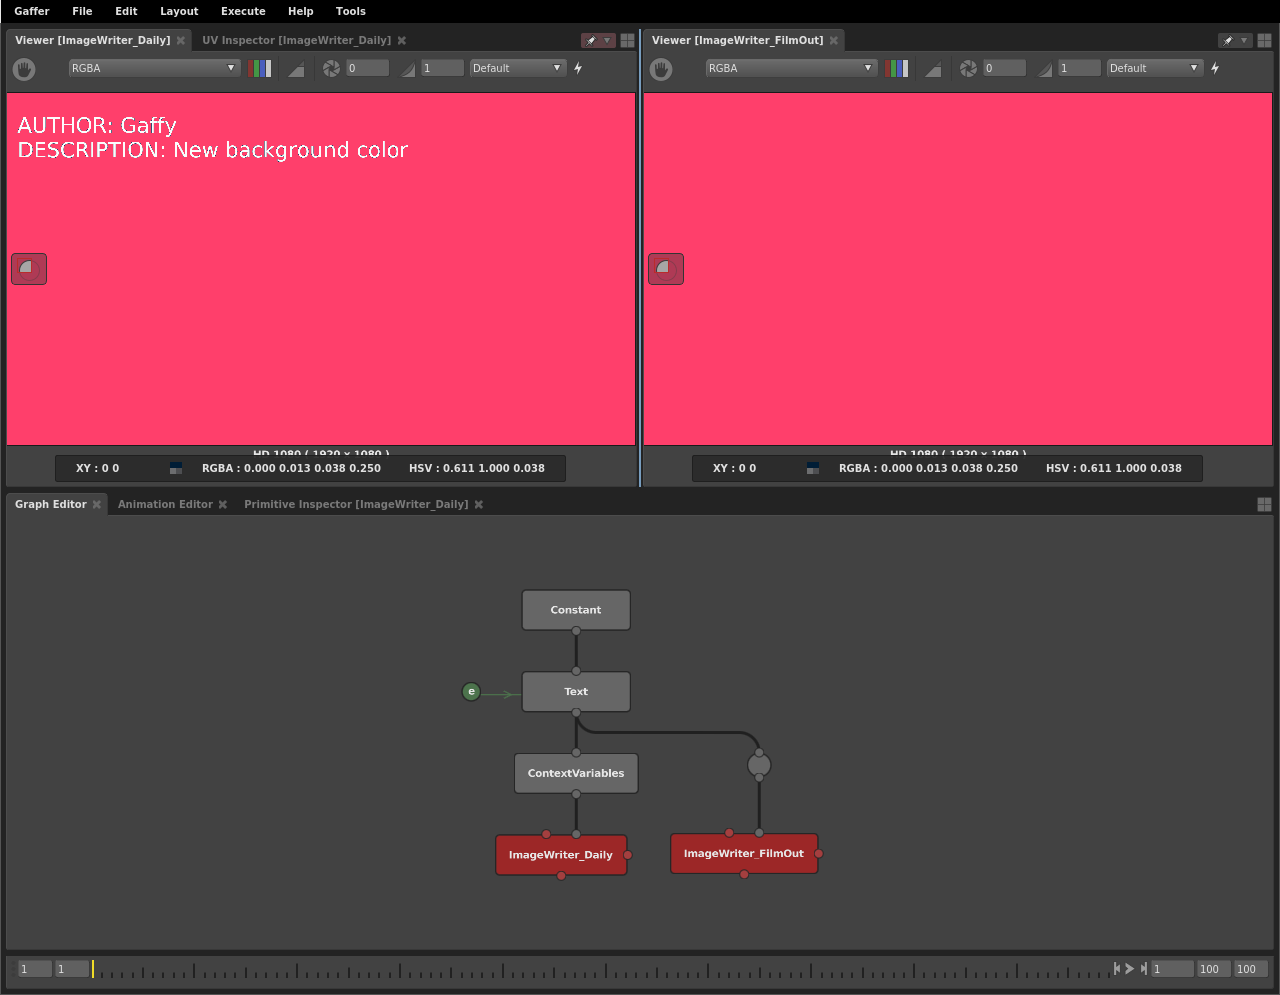 Gaffer File Edit Layout Execute Help Tools
Viewer [ImageWriter_Daily] UV Inspector [ImageWriter_Daily]
RGBA 0 1 Default
AUTHOR: Gaffy
DESCRIPTION: New background color
HD 1080 ( 1920 x 1080 )
XY : 0 0 RGBA : 0.000 0.013 0.038 0.250 HSV : 0.611 1.000 0.038
Viewer [ImageWriter_FilmOut]
RGBA 0 1 Default
HD 1080 ( 1920 x 1080 )
XY : 0 0 RGBA : 0.000 0.013 0.038 0.250 HSV : 0.611 1.000 0.038
Graph Editor Animation Editor Primitive Inspector [ImageWriter_Daily]
Constant
e Text
ContextVariables
ImageWriter_Daily ImageWriter_FilmOut
1 1 1 100 100